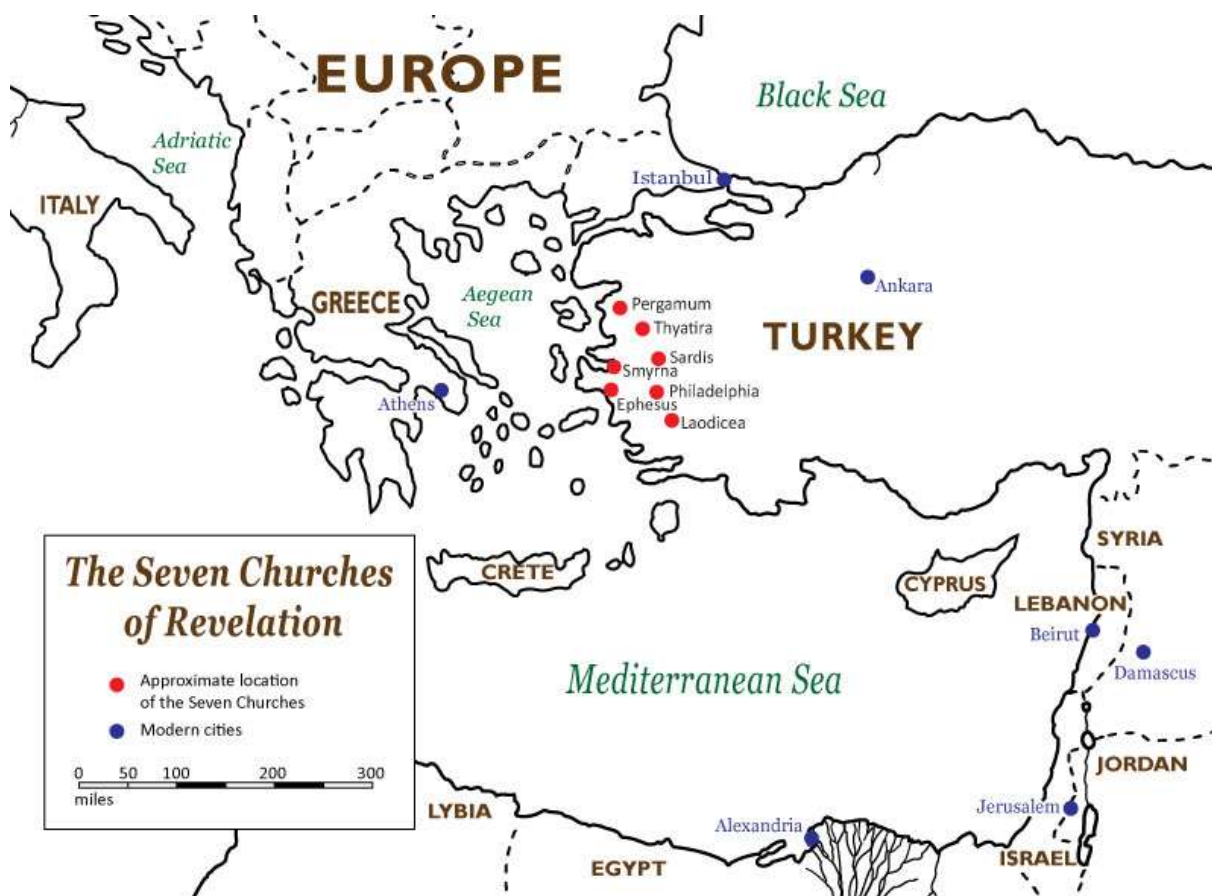 EUROPE
Black Sea
Adriatic
Sea
ITALY
Istanbul
GREECE
Aegean
Sea
Ankara
TURKEY
Pergamum
Thyatira
Sardis
Smyrna
Philadelphia
Ephesus
Laodicea
Athens
CRETE
CYPRUS
SYRIA
LEBANON
Beirut
Damascus
Mediterranean Sea
The Seven Churches
of Revelation
Approximate location
of the Seven Churches
Modern cities
0 50 100 200 300
miles
LYBIA
EGYPT
Alexandria
JORDAN
Jerusalem
ISRAEL